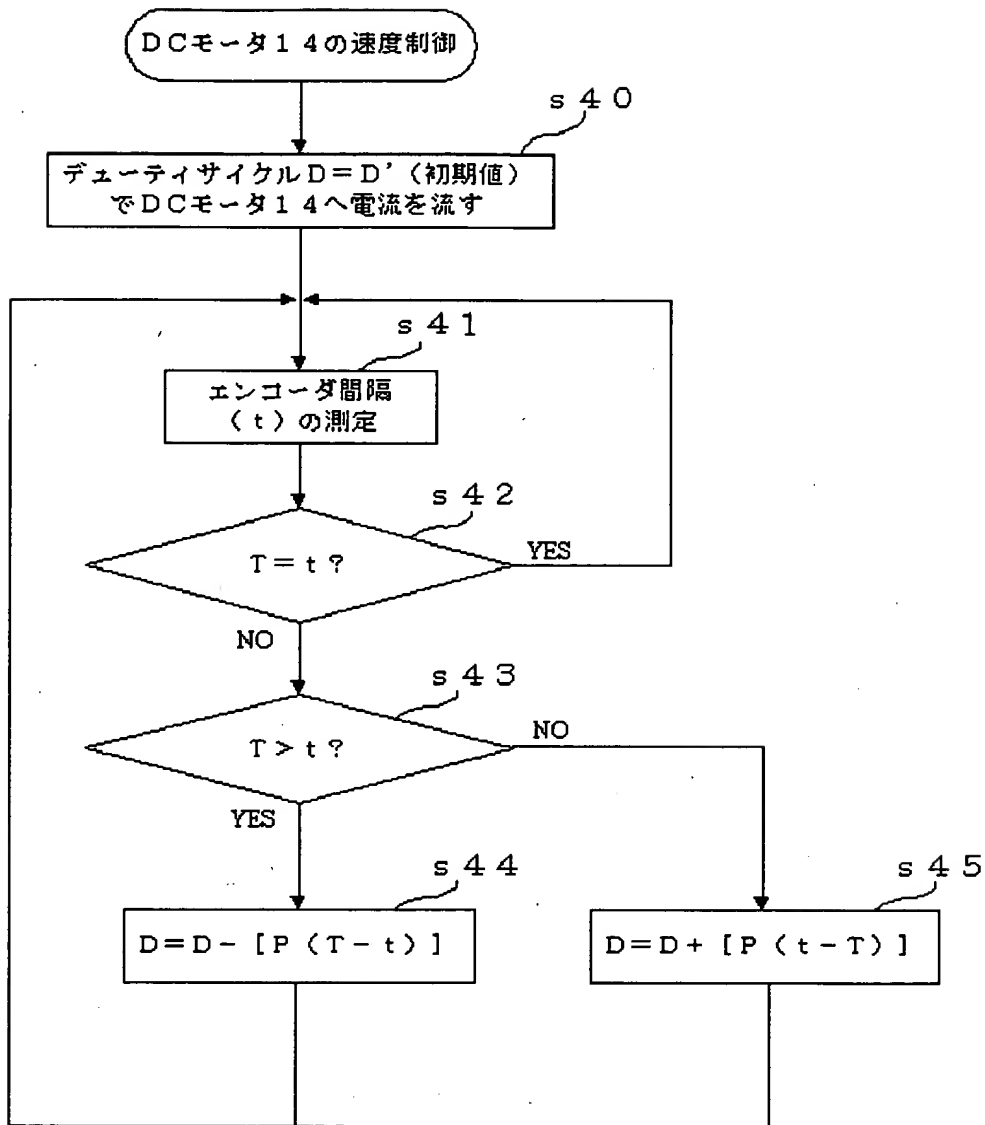 DCモータ14の速度制御
s40
デューティサイクルD=D'(初期値)
でDCモータ14へ電流を流す
s41
エンコーダ間隔
(t)の測定
s42
T=t?
YES
NO
s43
T>t?
NO
YES
s44
D=D-[P(T-t)]
s45
D=D+[P(t-T)]